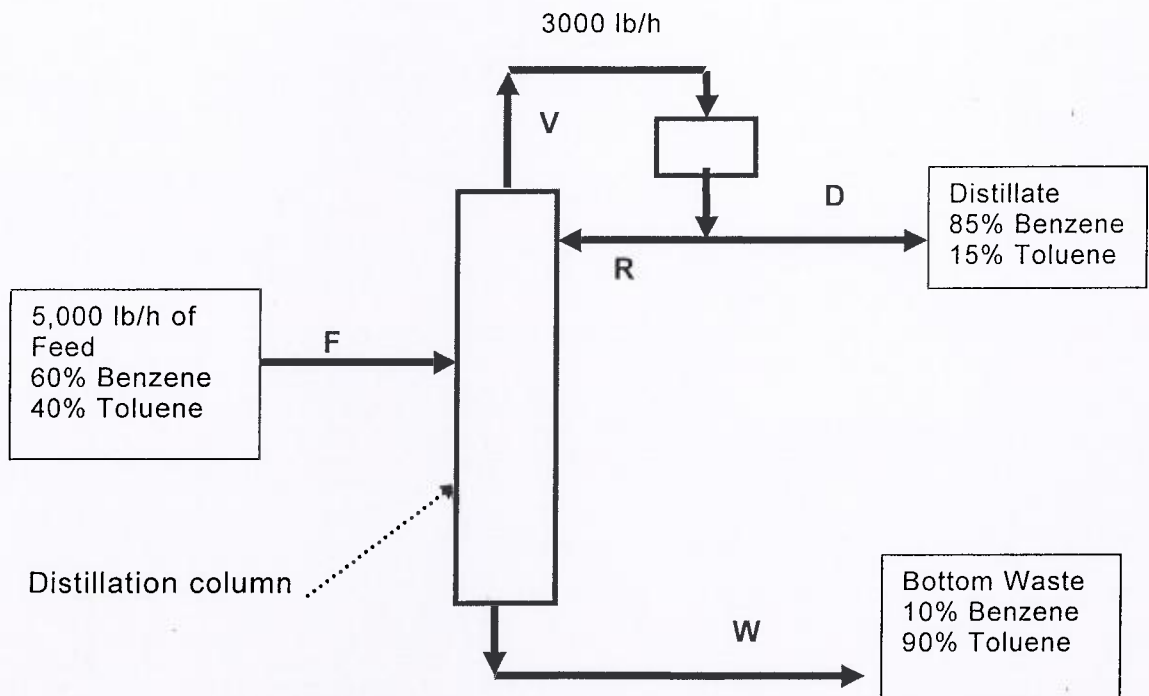 3000 lb/h
V
D
Distillate
85% Benzene
15% Toluene
R
5,000 lb/h of
Feed
60% Benzene
40% Toluene
F
Distillation column
Bottom Waste
10% Benzene
90% Toluene
W